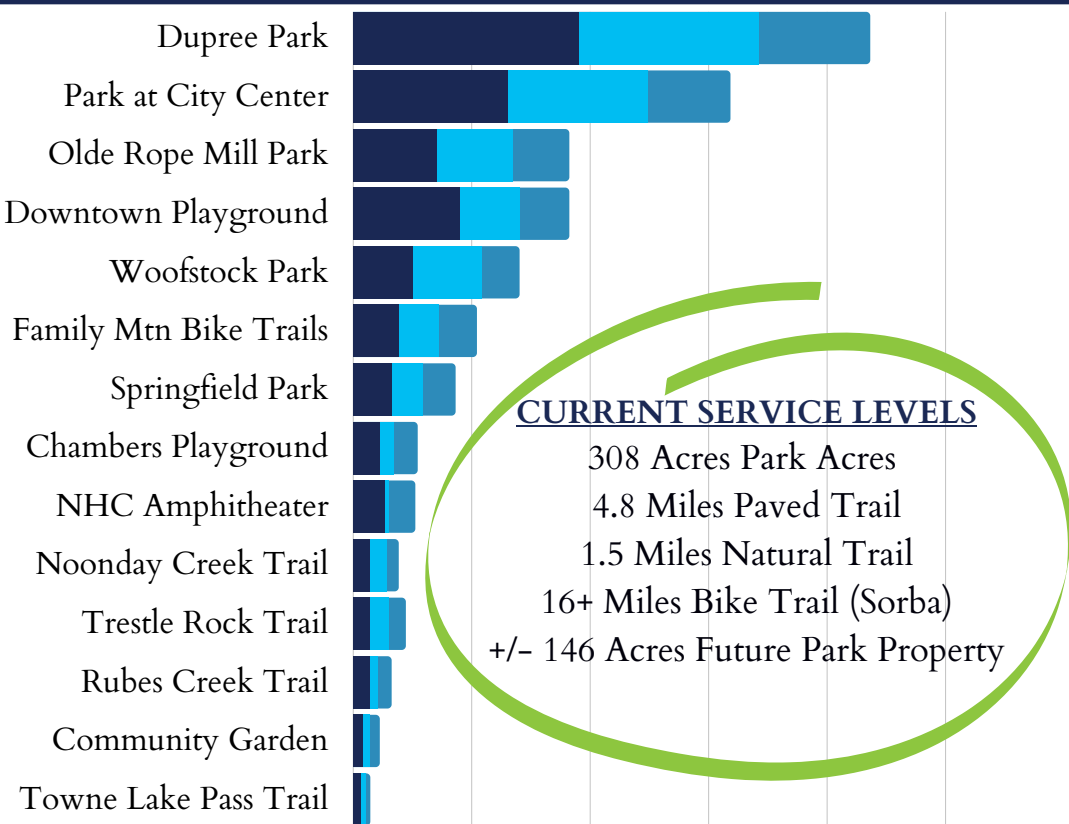 Dupree Park
Park at City Center
Olde Rope Mill Park
Downtown Playground
Woofstock Park
Family Mtn Bike Trails
Springfield Park
Chambers Playground
NHC Amphitheater
Noonday Creek Trail
Trestle Rock Trail
Rubes Creek Trail
Community Garden
Towne Lake Pass Trail
CURRENT SERVICE LEVELS
308 Acres Park Acres
4.8 Miles Paved Trail
1.5 Miles Natural Trail
16+ Miles Bike Trail (Sorba)
+/- 146 Acres Future Park Property